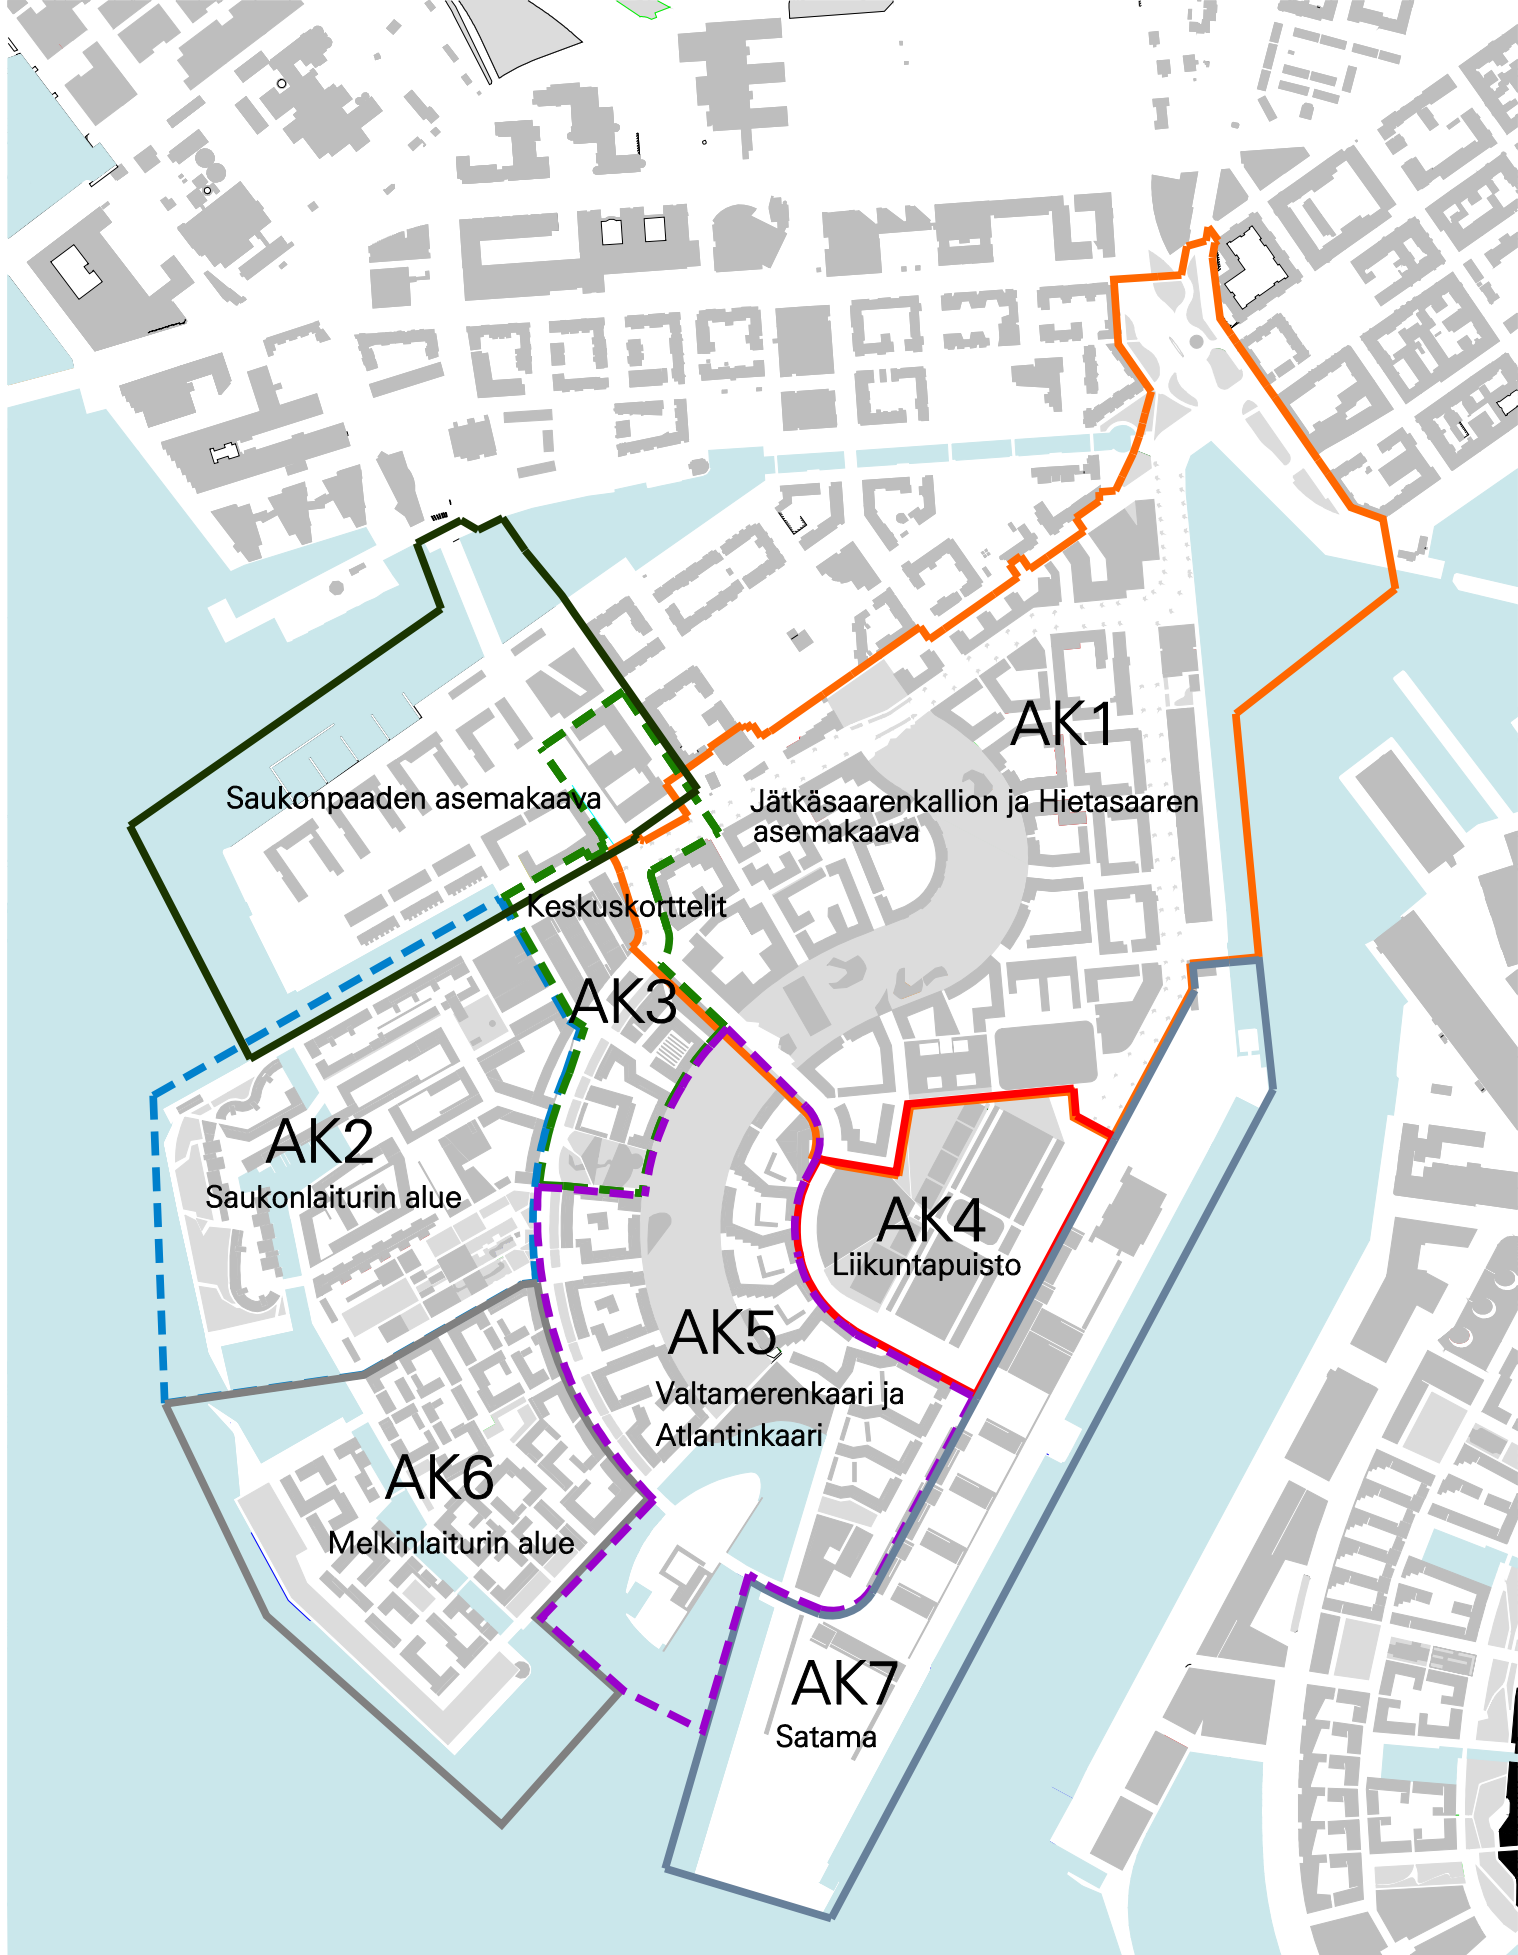 AK1
Saukonpaaden asemakaava
Jätkäsaarenkallion ja Hietasaaren
asemakaava
Keskuskorttelit
AK3
AK2
Saukonlaiturin alue
AK4
Liikuntapuisto
AK5
Valtamerenkaari ja
Atlantinkaari
AK6
Melkinlaiturin alue
AK7
Satama